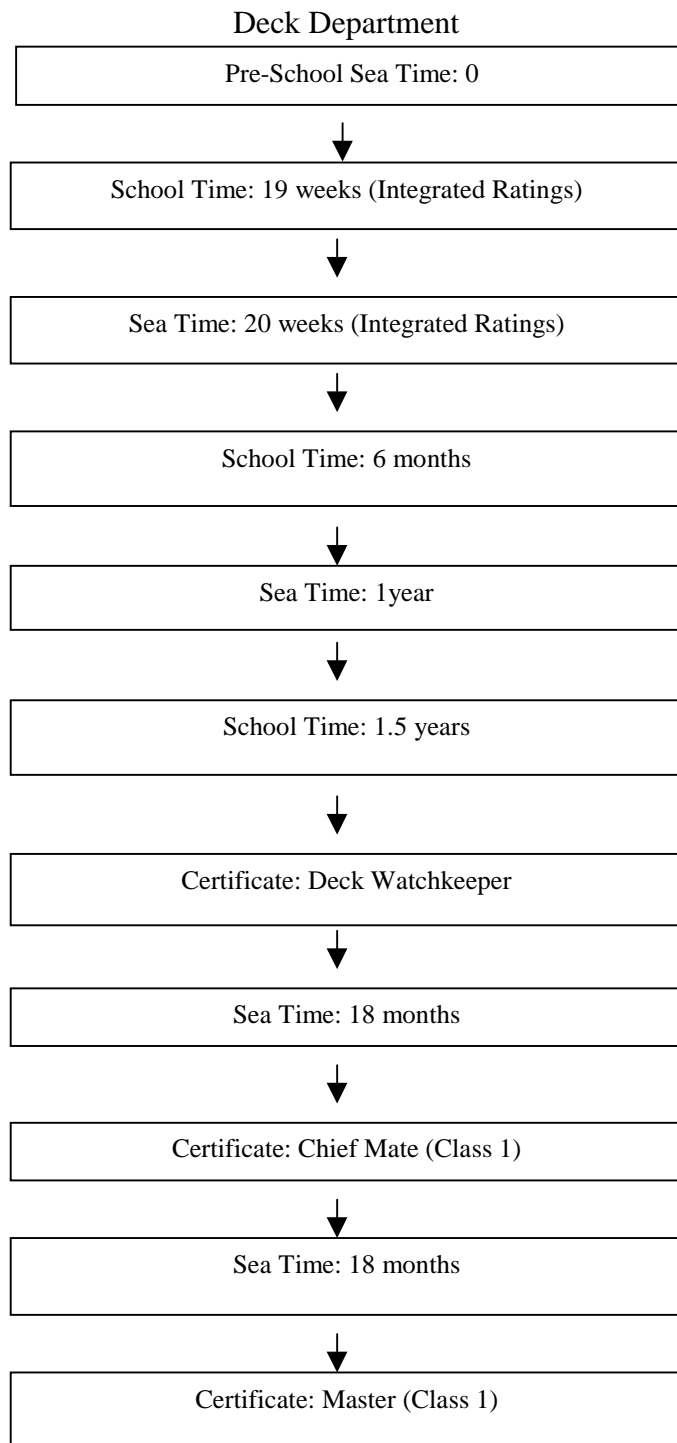 Deck Department
Pre-School Sea Time: 0
School Time: 19 weeks (Integrated Ratings)
Sea Time: 20 weeks (Integrated Ratings)
School Time: 6 months
Sea Time: 1year
School Time: 1.5 years
Certificate: Deck Watchkeeper
Sea Time: 18 months
Certificate: Chief Mate (Class 1)
Sea Time: 18 months
Certificate: Master (Class 1)